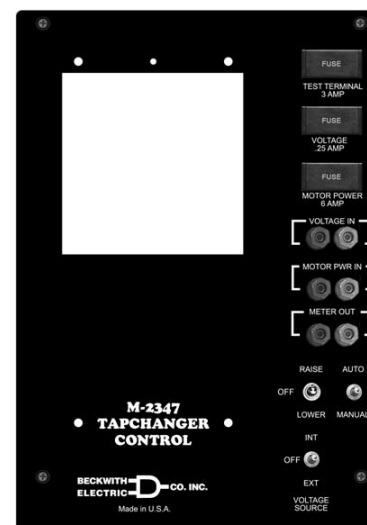 FUSE
TEST TERMINAL
3 AMP
FUSE
VOLTAGE
.25 AMP
FUSE
MOTOR POWER
6 AMP
VOLTAGE IN
MOTOR PWR IN
METER OUT
RAISE AUTO
OFF
LOWER MANUAL
INT
OFF
EXT
VOLTAGE
SOURCE
M-2347
TAPCHANGER
CONTROL
BECKWITH
ELECTRIC
CO. INC.
Made in U.S.A.